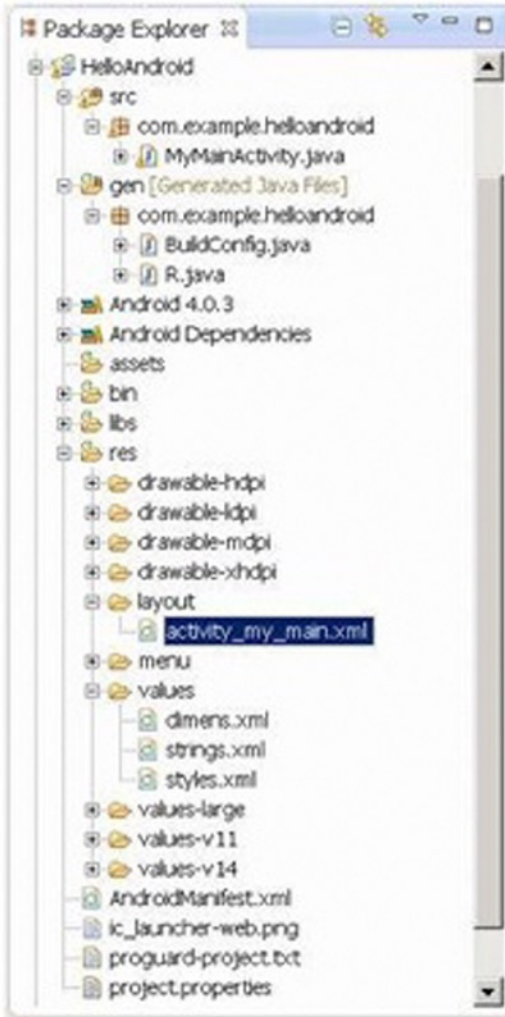 Package Explorer
HelloAndroid
src
com.example.helloandroid
MyMainActivity.java
gen [Generated Java Files]
com.example.helloandroid
BuildConfig.java
R.java
Android 4.0.3
Android Dependencies
assets
bin
libs
res
drawable-hdpi
drawable-ldpi
drawable-mdpi
drawable-xhdpi
layout
activity_my_main.xml
menu
values
dimens.xml
strings.xml
styles.xml
values-large
values-v11
values-v14
AndroidManifest.xml
ic_launcher-web.png
proguard-project.txt
project.properties